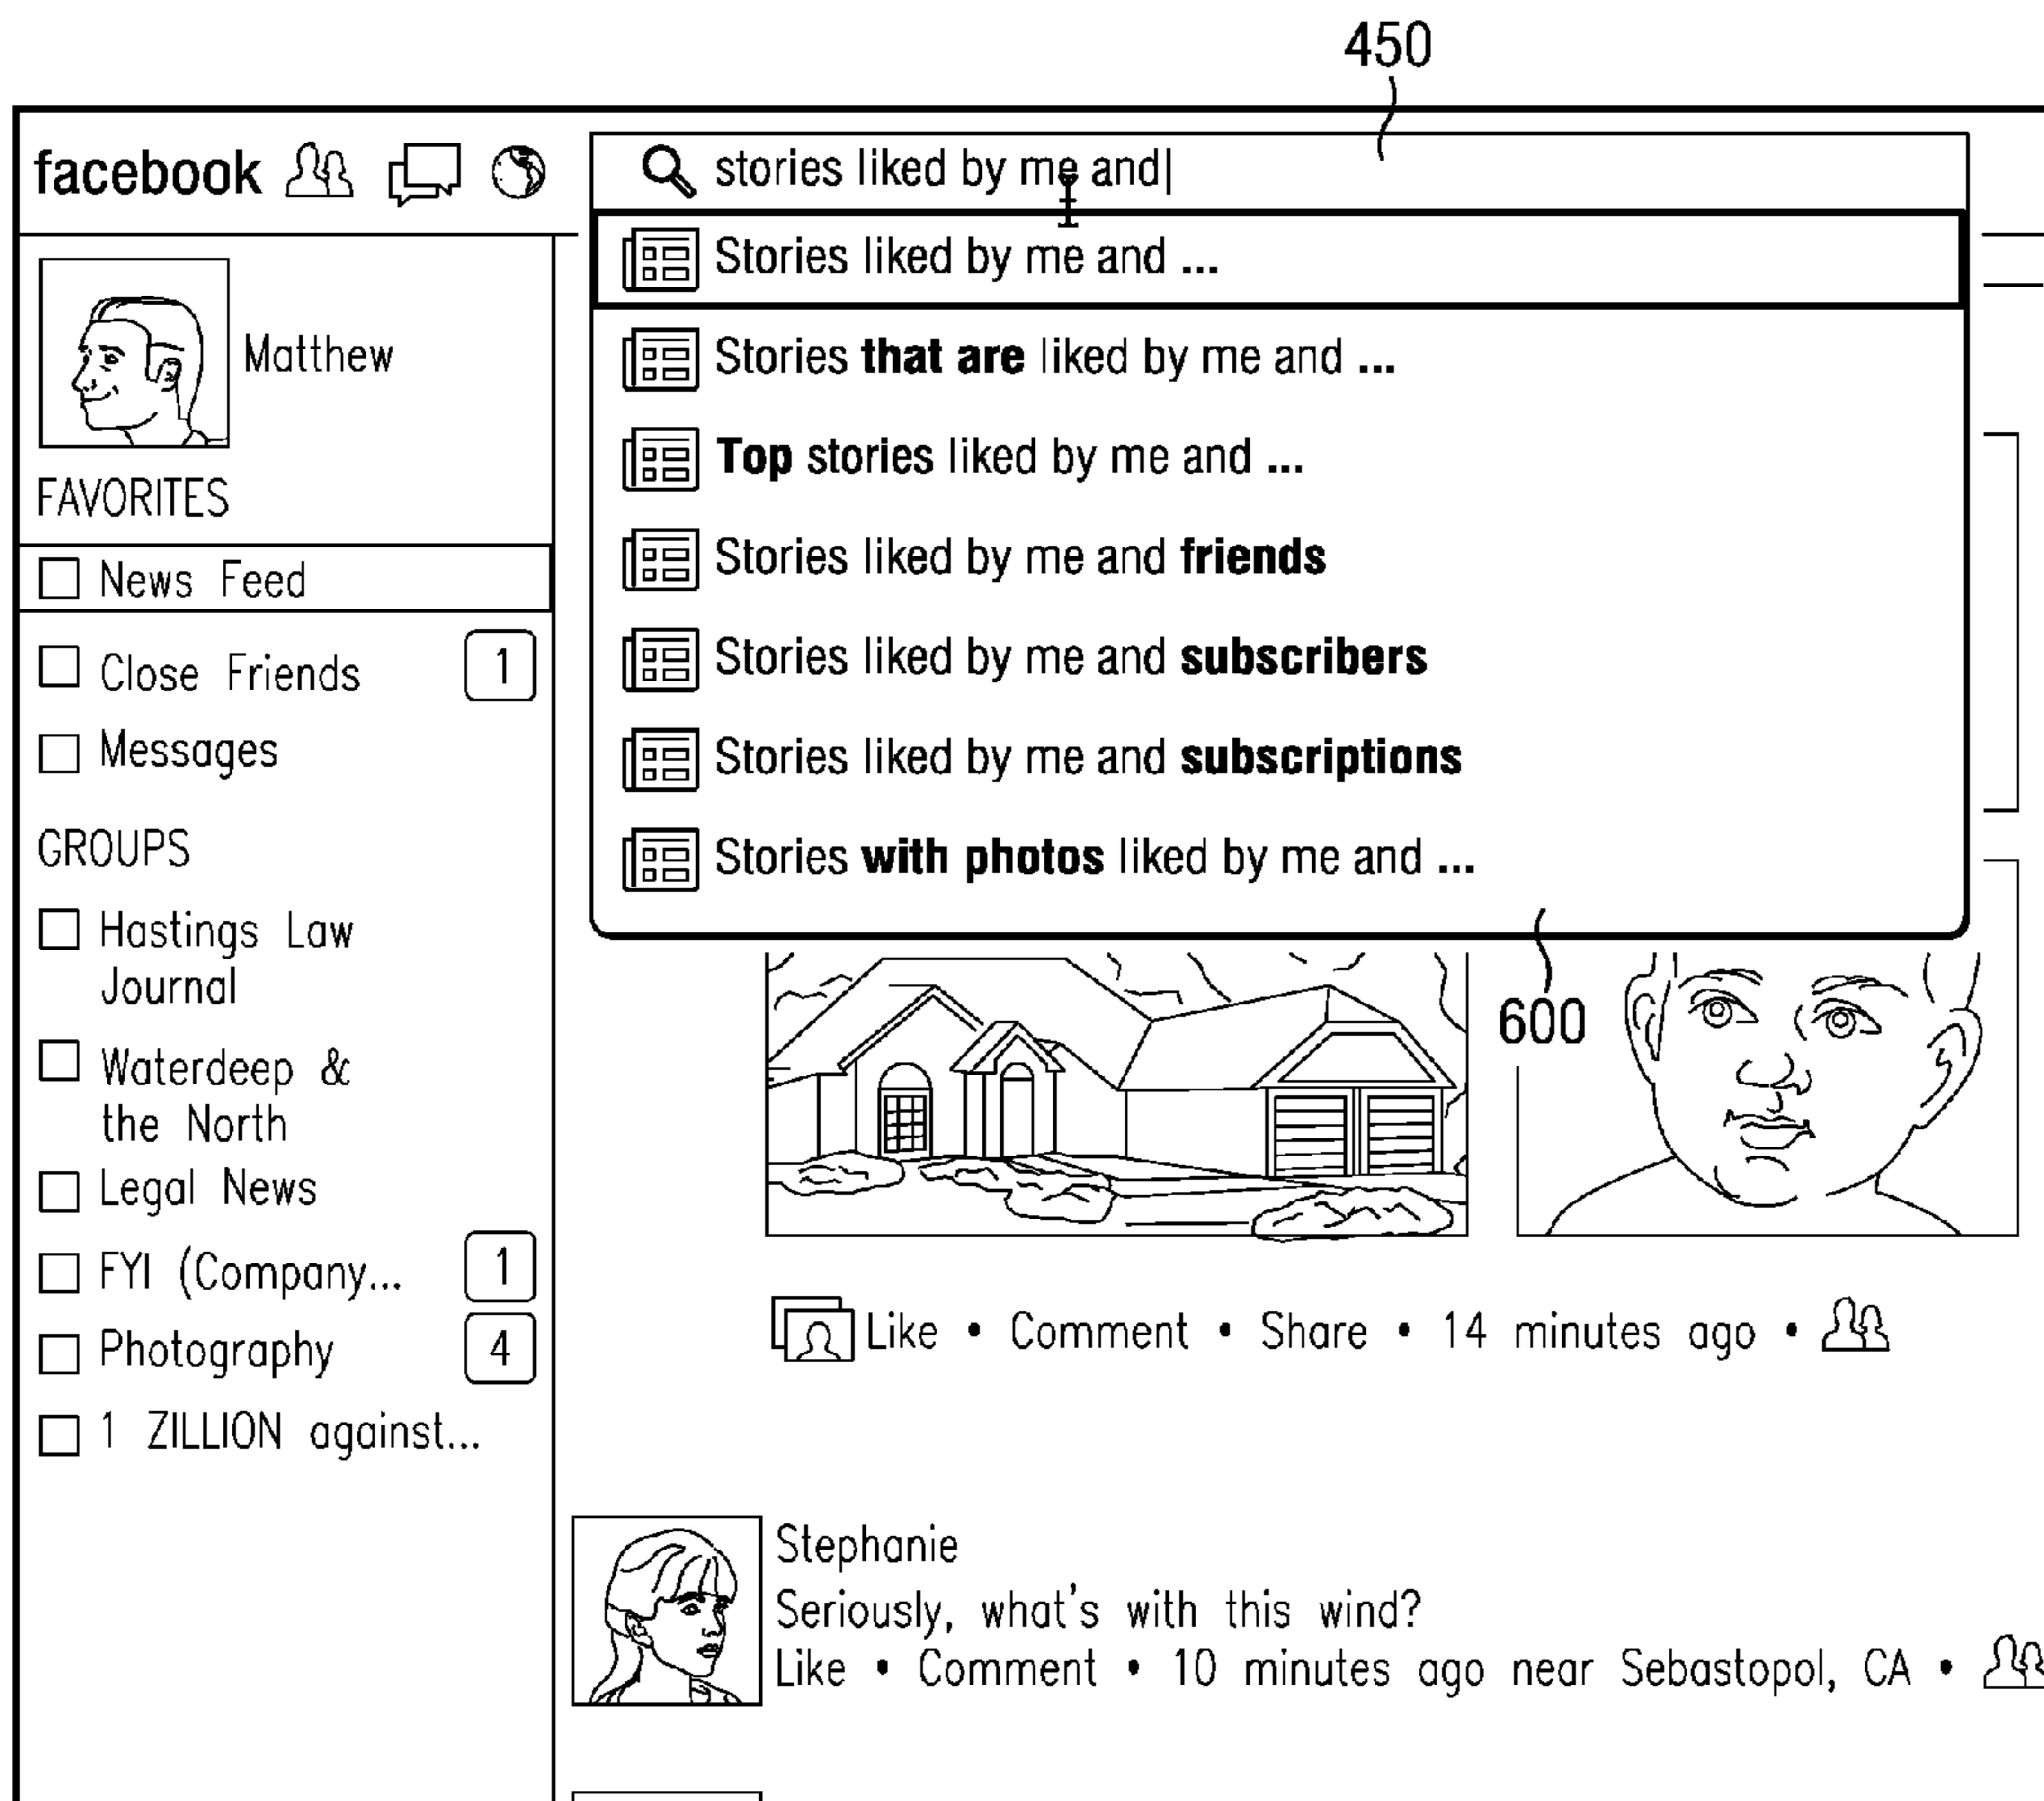 450
facebook
stories liked by me and
Stories liked by me and ...
Stories that are liked by me and ...
Top stories liked by me and ...
Stories liked by me and friends
Stories liked by me and subscribers
Stories liked by me and subscriptions
Stories with photos liked by me and ...
600
Matthew
FAVORITES
News Feed
Close Friends 1
Messages
GROUPS
Hastings Law
Journal
Waterdeep &
the North
Legal News
FYI (Company... 1
Photography 4
1 ZILLION against...
Like • Comment • Share • 14 minutes ago •
Stephanie
Seriously, what's with this wind?
Like • Comment • 10 minutes ago near Sebastopol, CA •